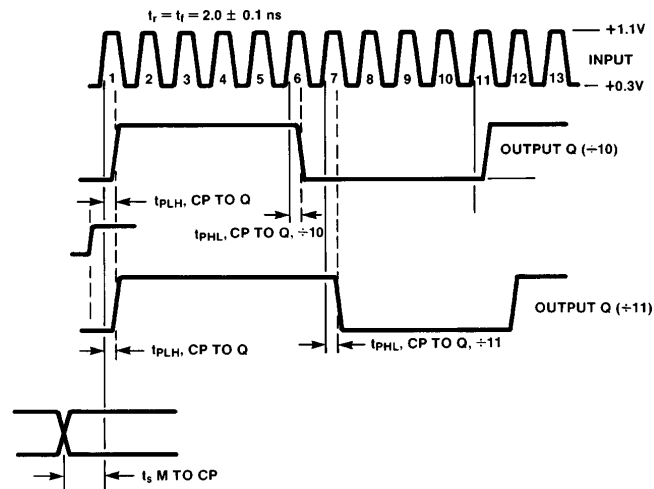 tr = tf = 2.0 ± 0.1 ns
+1.1V
INPUT
1 2 3 4 5 6 7 8 9 10 11 12 13
+0.3V
OUTPUT Q (÷10)
tPLH, CP TO Q
tPHL, CP TO Q, ÷10
OUTPUT Q (÷11)
tPLH, CP TO Q
tPHL, CP TO Q, ÷11
ts M TO CP